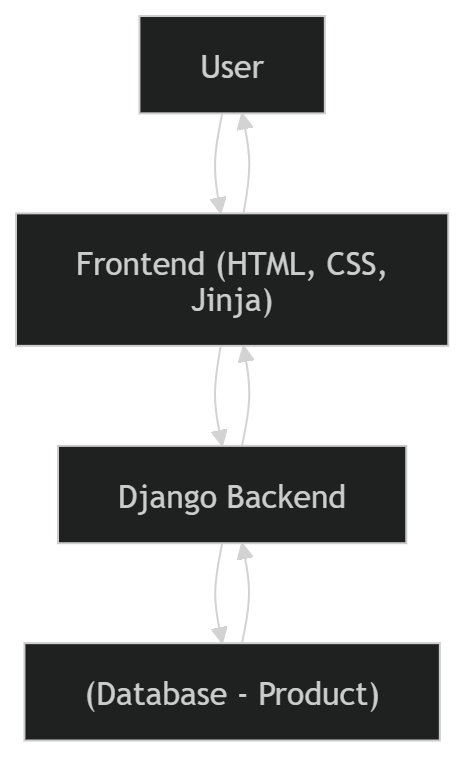 User
Frontend (HTML, CSS,
Jinja)
Django Backend
(Database - Product)